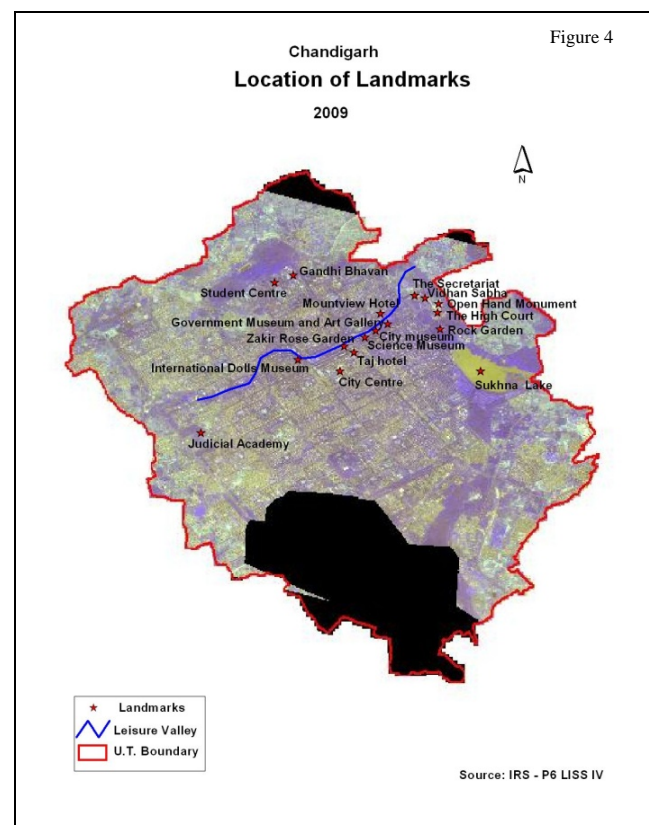 Figure 4
Chandigarh
Location of Landmarks
2009
N
Gandhi Bhavan
Student Centre
The Secretariat
Vidhan Sabha
Mountview Hotel
Open Hand Monument
The High Court
Government Museum and Art Gallery
Rock Garden
City museum
Zakir Rose Garden
Science Museum
Taj hotel
International Dolls Museum
City Centre
Sukhna Lake
Judicial Academy
Landmarks
Leisure Valley
U.T. Boundary
Source: IRS - P6 LISS IV